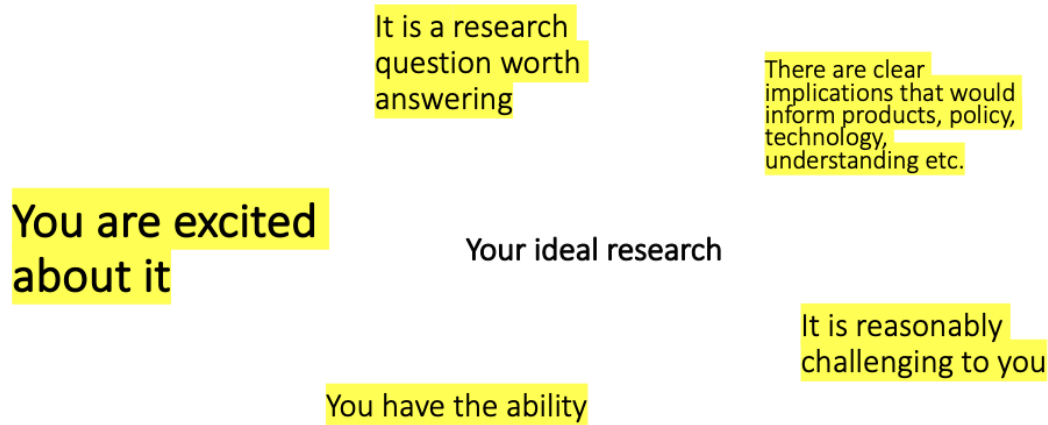 It is a research
question worth
answering
There are clear
implications that would
inform products, policy,
technology,
understanding etc.
You are excited
about it
Your ideal research
It is reasonably
challenging to you
You have the ability